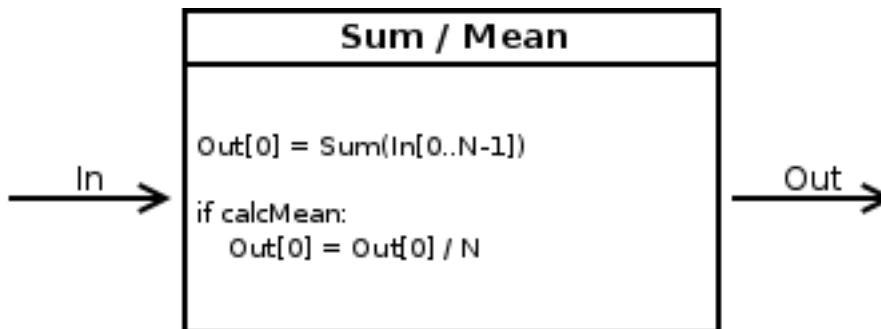 Sum / Mean
Out[0] = Sum(In[0..N-1])
In
Out
if calcMean:
Out[0] = Out[0] / N